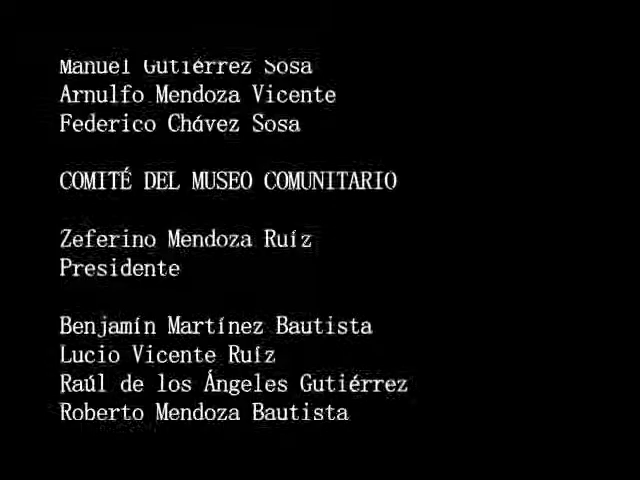 Manuel Gutiérrez Sosa
Arnulfo Mendoza Vicente
Federico Chávez Sosa
COMITÉ DEL MUSEO COMUNITARIO
Zeferino Mendoza Ruíz
Presidente
Benjamín Martínez Bautista
Lucio Vicente Ruíz
Raúl de los Ángeles Gutiérrez
Roberto Mendoza Bautista